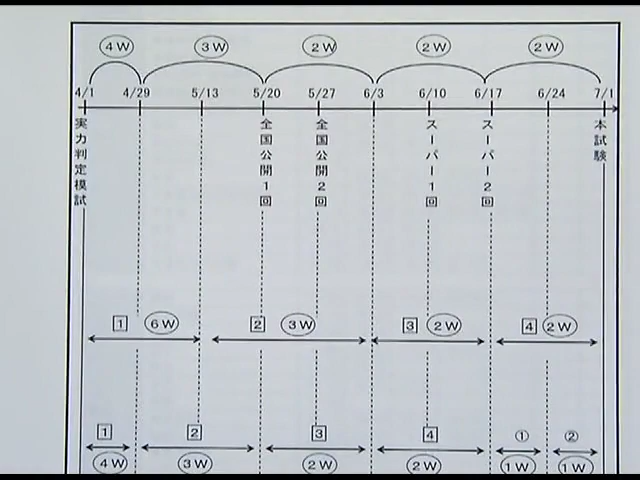 4W 3W 2W 2W 2W
4/1 4/29 5/13 5/20 5/27 6/3 6/10 6/17 6/24 7/1
実力判定模試
全国公開1回
全国公開2回
スーパー1回
スーパー2回
本試験
1 6W 2 3W 3 2W 4 2W
1 2 3 4 ① ②
4W 3W 2W 2W 1W 1W